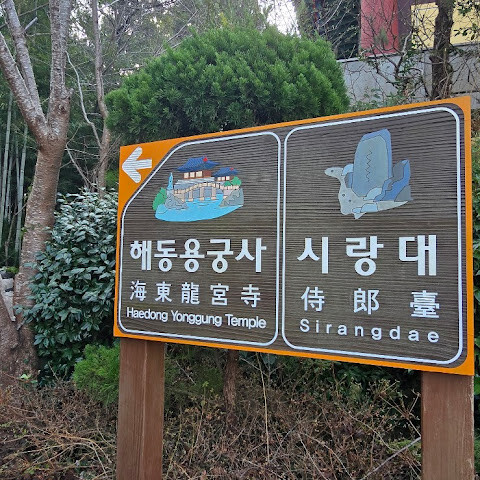 해동용궁사
海東龍宮寺
Haedong Yonggung Temple
시랑대
侍郎臺
Sirangdae